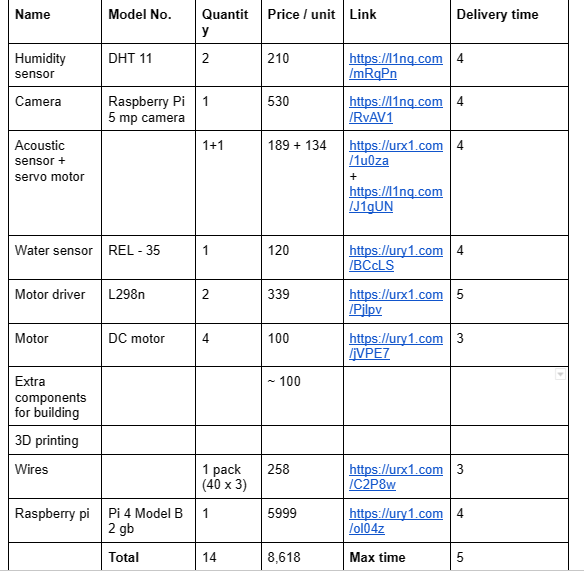 Name Model No. Quantit Price / unit Link Delivery time
y
Humidity DHT 11 2 210 https://l1nq.com 4
sensor /mRqPn
Camera Raspberry Pi 1 530 https://l1nq.com 4
5 mp camera /RvAV1
Acoustic 1+1 189 + 134 https://urx1.com 4
sensor + /1u0za
servo motor +
https://l1nq.com
/J1gUN
Water sensor REL - 35 1 120 https://ury1.com 4
/BCcLS
Motor driver L298n 2 339 https://urx1.com 5
/Pjlpv
Motor DC motor 4 100 https://ury1.com 3
/jVPE7
Extra ~ 100
components
for building
3D printing
Wires 1 pack 258 https://urx1.com 3
(40 x 3) /C2P8w
Raspberry pi Pi 4 Model B 1 5999 https://ury1.com 4
2 gb /ol04z
Total 14 8,618 Max time 5